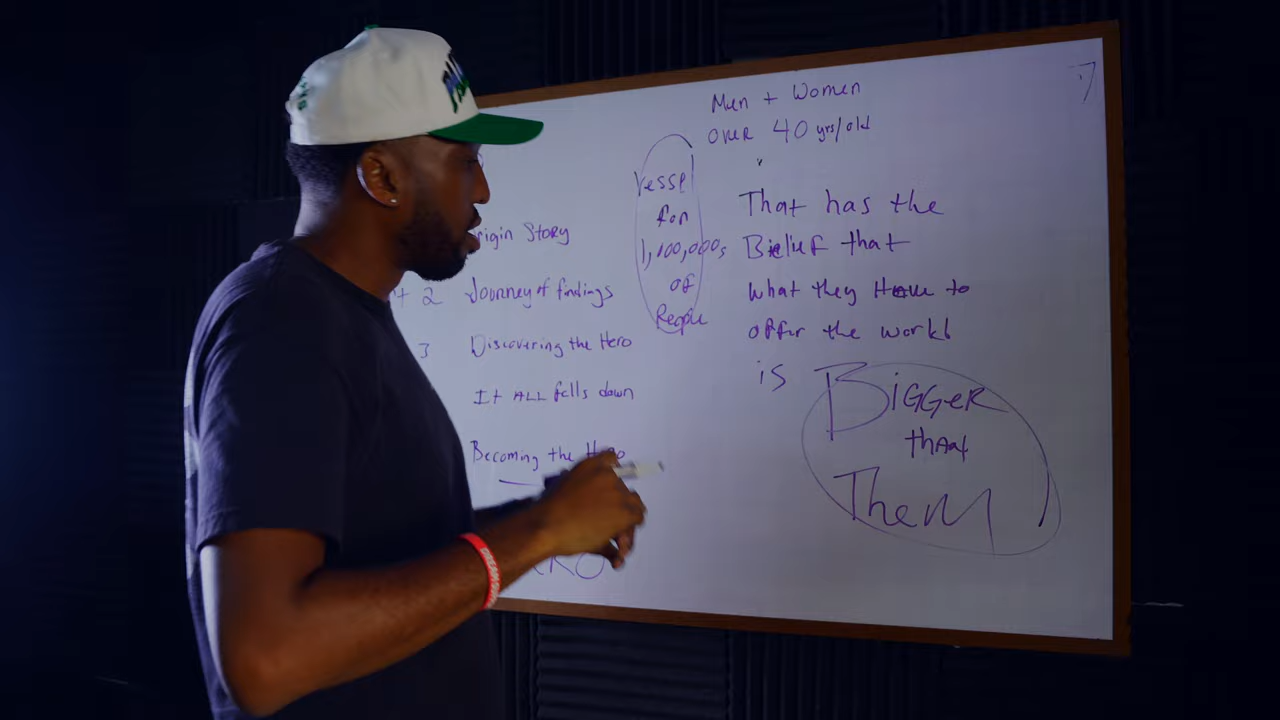 Men + Women
over 40 yrs/old
Vessel
for
1,100,000s
of
People
That has the
Belief that
what they Have to
offer the world
is BIGGER
than
Them
rigin Story
2 Journey of findings
3 Discovering the Hero
It ALL falls down
Becoming the Hero